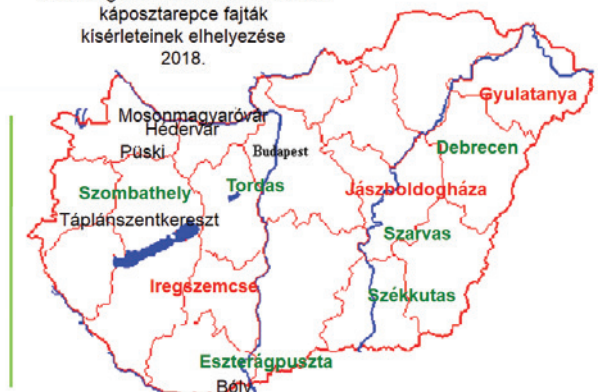 káposztarepce fajták
kísérleteinek elhelyezése
2018.
Gyulatanya
Mosonmagyaróvár
Hédervár
Püski
Budapest
Debrecen
Szombathely
Tordas
Jászboldogháza
Táplánszentkereszt
Szarvas
Iregszemcse
Székkutas
Eszterágpuszta
Bóly